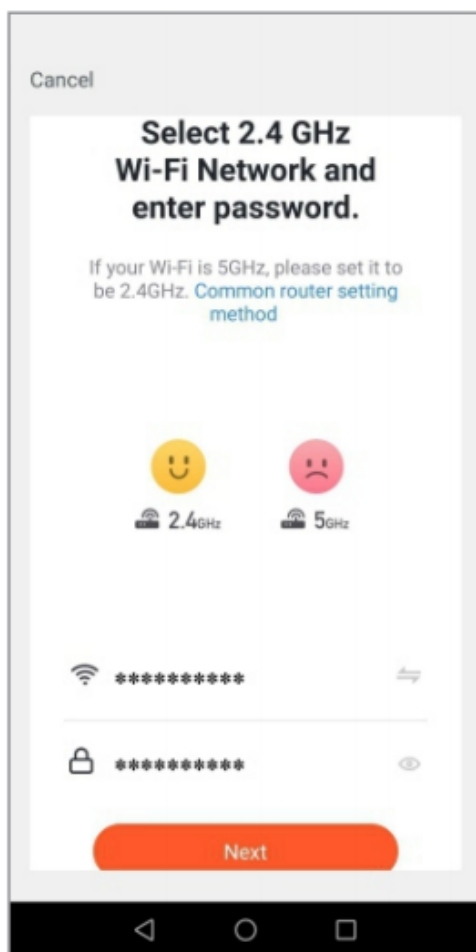 Cancel
Select 2.4 GHz
Wi-Fi Network and
enter password.
If your Wi-Fi is 5GHz, please set it to
be 2.4GHz. Common router setting
method
2.4GHz 5GHz
**********
**********
Next